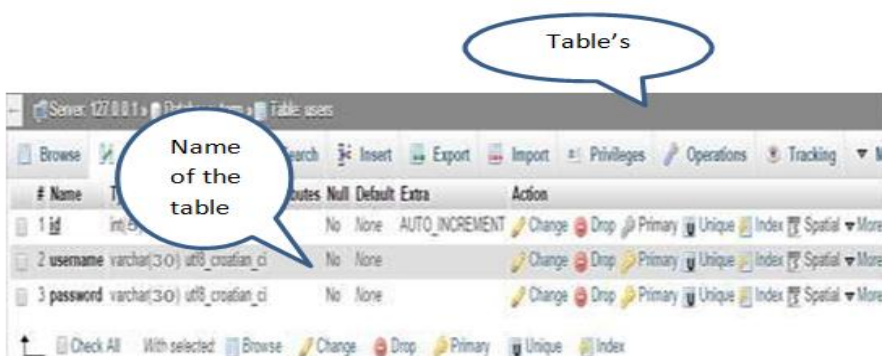 Table's
Server: 127.0.0.1 » Table: users
Name
of the
table
Browse Insert Export Import Privileges Operations Tracking
# Name Null Default Extra Action
1 id No None AUTO_INCREMENT Change Drop Primary Unique Index Spatial More
2 username varchar(30) utf8_croatian_ci No None Change Drop Primary Unique Index Spatial More
3 password varchar(30) utf8_croatian_ci No None Change Drop Primary Unique Index Spatial More
Check All With selected: Browse Change Drop Primary Unique Index